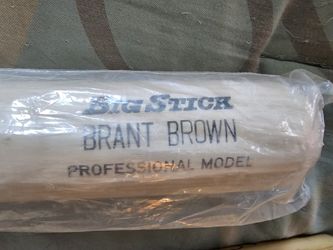 BIG STICK
BRANT BROWN
PROFESSIONAL MODEL